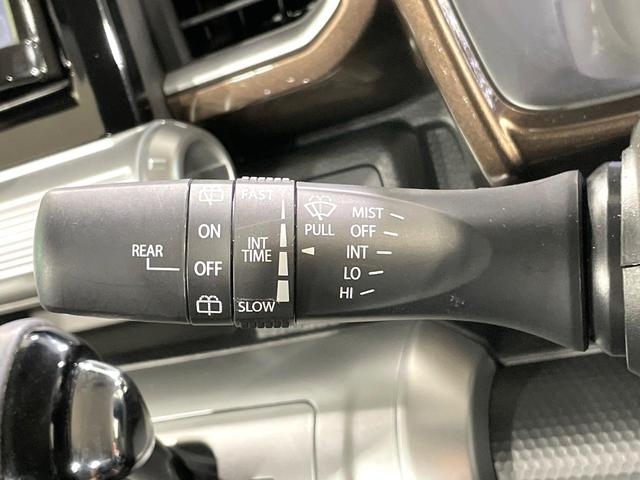 REAR
ON
OFF
FAST
INT
TIME
SLOW
PULL
MIST
OFF
INT
LO
HI